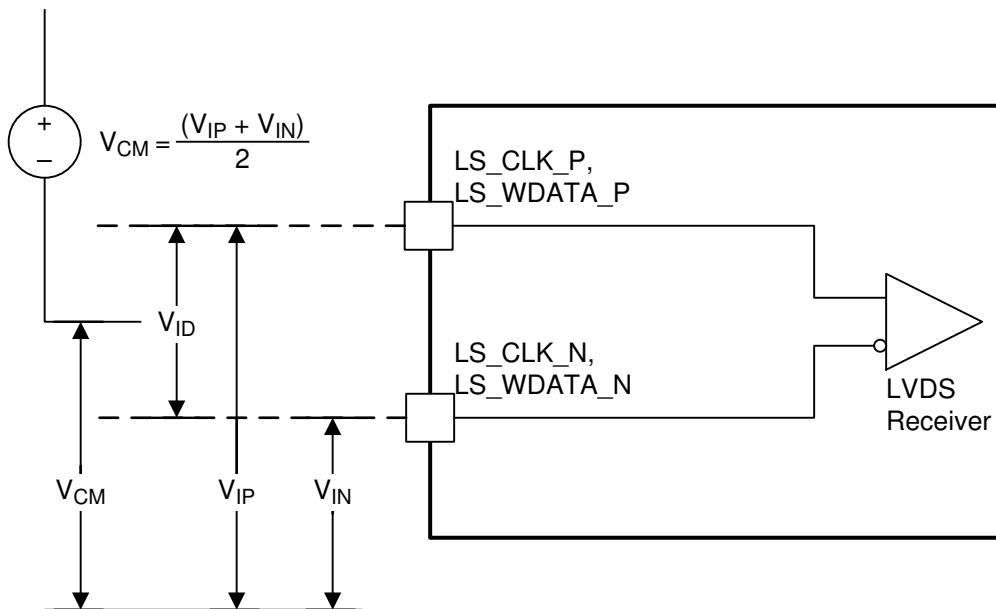 +
–
V_CM = (V_IP + V_IN) / 2
LS_CLK_P,
LS_WDATA_P
V_ID
LS_CLK_N,
LS_WDATA_N
LVDS
Receiver
V_CM
V_IP
V_IN